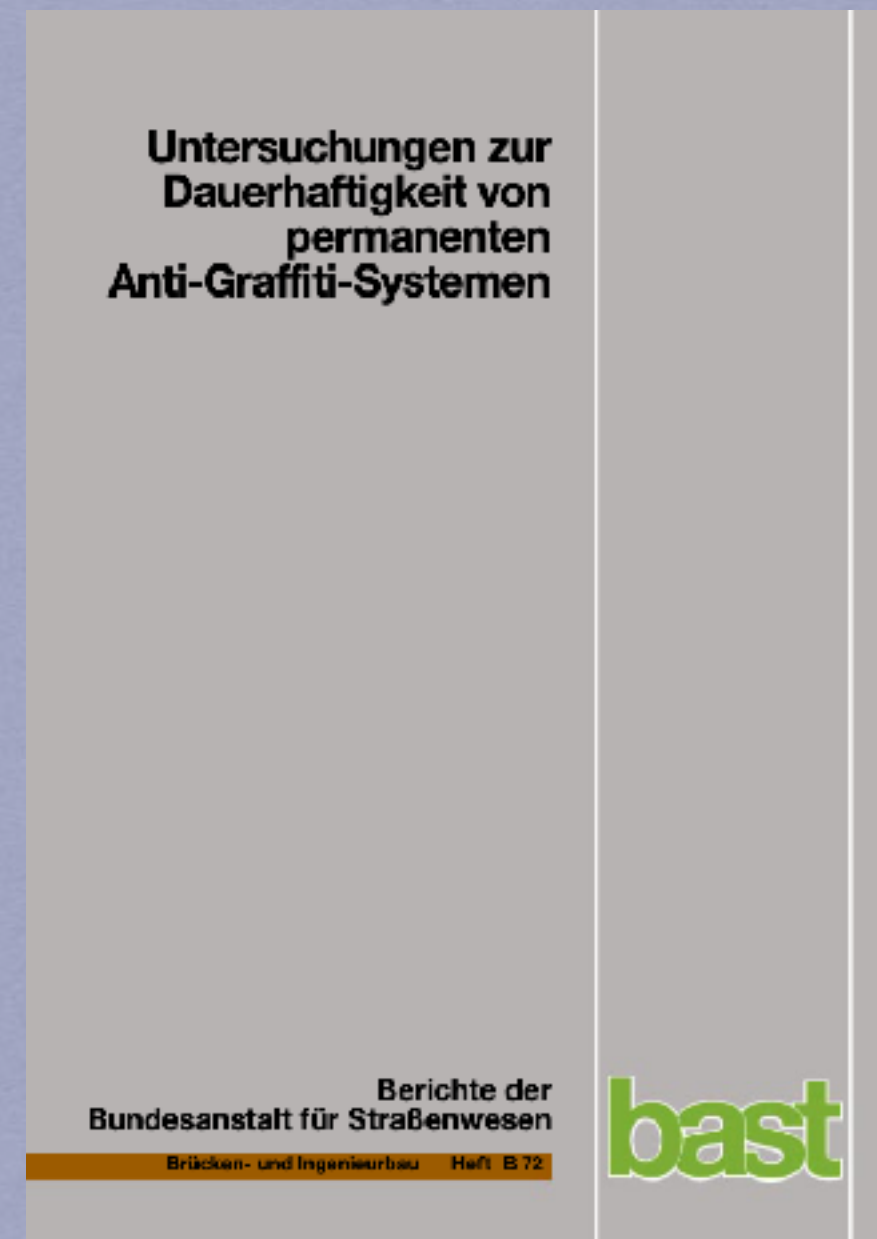 Untersuchungen zur
Dauerhaftigkeit von
permanenten
Anti-Graffiti-Systemen
Berichte der
Bundesanstalt für Straßenwesen
Brücken- und Ingenieurbau Heft B 72
bast